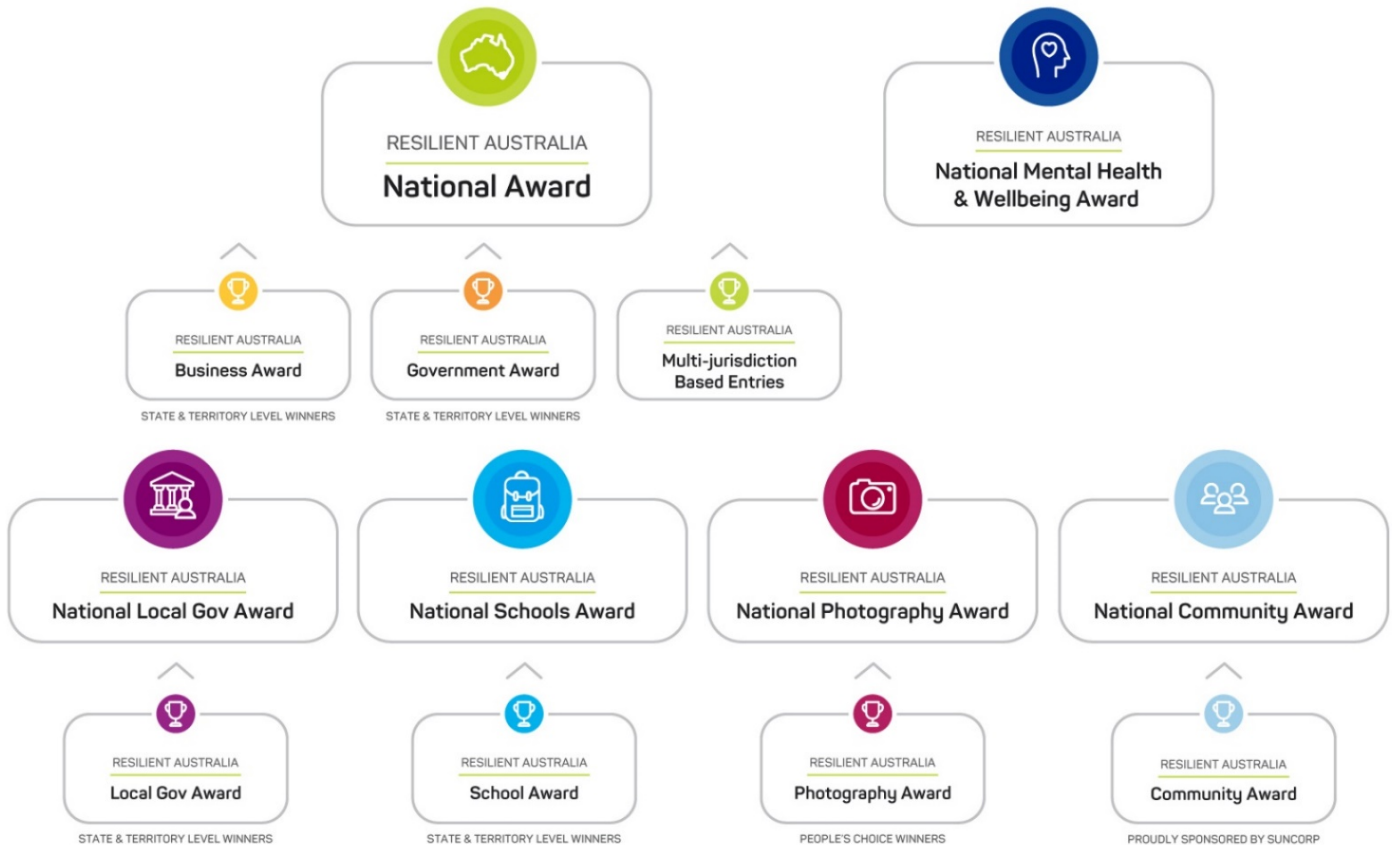 RESILIENT AUSTRALIA
National Award
RESILIENT AUSTRALIA
National Mental Health
& Wellbeing Award
RESILIENT AUSTRALIA
Business Award
STATE & TERRITORY LEVEL WINNERS
RESILIENT AUSTRALIA
Government Award
STATE & TERRITORY LEVEL WINNERS
RESILIENT AUSTRALIA
Multi-jurisdiction
Based Entries
RESILIENT AUSTRALIA
National Local Gov Award
RESILIENT AUSTRALIA
National Schools Award
RESILIENT AUSTRALIA
National Photography Award
RESILIENT AUSTRALIA
National Community Award
RESILIENT AUSTRALIA
Local Gov Award
STATE & TERRITORY LEVEL WINNERS
RESILIENT AUSTRALIA
School Award
STATE & TERRITORY LEVEL WINNERS
RESILIENT AUSTRALIA
Photography Award
PEOPLE'S CHOICE WINNERS
RESILIENT AUSTRALIA
Community Award
PROUDLY SPONSORED BY SUNCORP